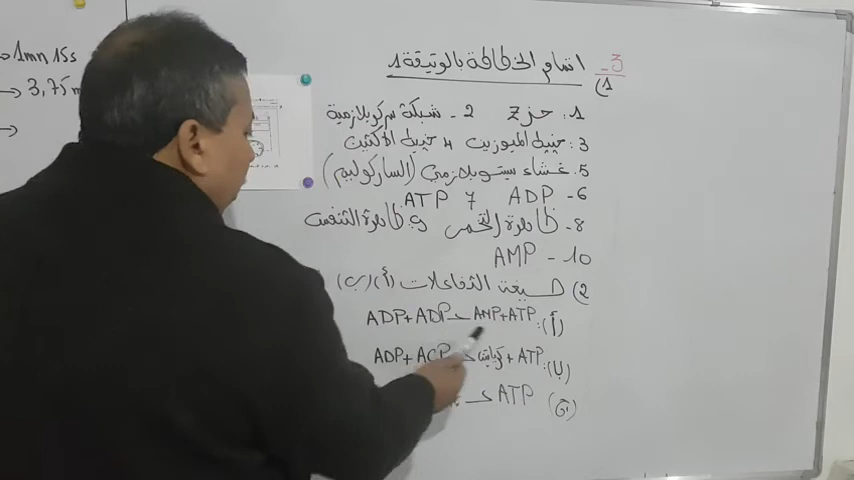 3- اتمام الخطاطة بالوثيقة 1
1)
1: حز Z 2- شبكة سركوبلازمية
3: خييط الميوزين 4 خييط الأكتين
5. غشاء سيتوبلازمي (الساركوليم)
6- ADP 7 ATP
8- ظاهرة التخمر 9: ظاهرة التنفس
10 - AMP
2) صيغة التفاعلات (أ) (ب)
(أ): ADP+ADP → AMP+ATP
(ب): ADP+ACP → كرياتين + ATP
(ج) ATP
1mn 15s
→ 3,75